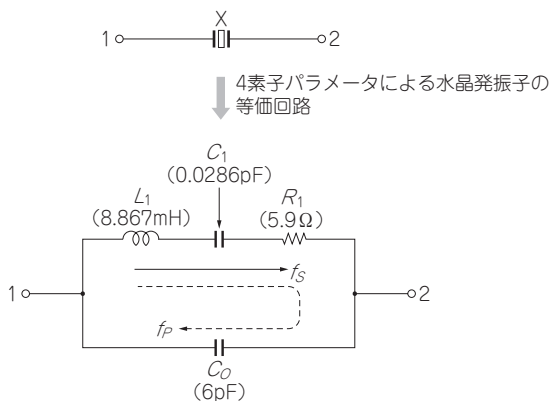 X
1
2
4素子パラメータによる水晶発振子の
等価回路
C1
(0.0286pF)
L1
(8.867mH)
R1
(5.9Ω)
fS
1
2
fP
CO
(6pF)